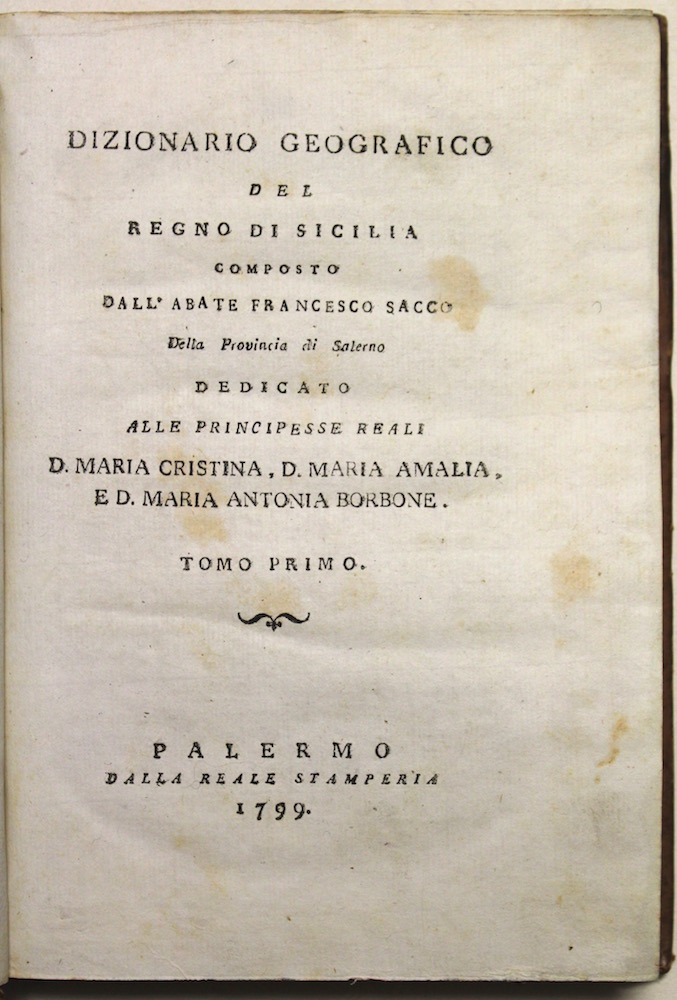 DIZIONARIO GEOGRAFICO
DEL
REGNO DI SICILIA
COMPOSTO
DALL' ABATE FRANCESCO SACCO
Della Provincia di Salerno
DEDICATO
ALLE PRINCIPESSE REALI
D. MARIA CRISTINA, D. MARIA AMALIA,
E D. MARIA ANTONIA BORBONE.
TOMO PRIMO.
PALERMO
DALLA REALE STAMPERIA
1799.